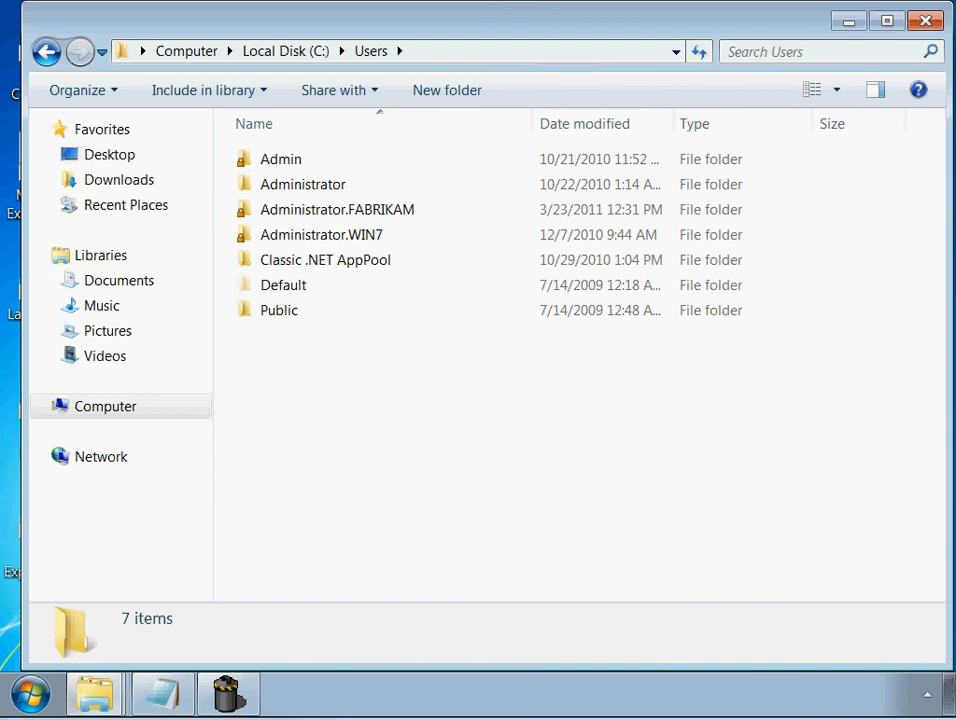 Computer Local Disk (C:) Users
Search Users
Organize Include in library Share with New folder
Name Date modified Type Size
Favorites
Desktop
Downloads
Recent Places
Libraries
Documents
Music
Pictures
Videos
Computer
Network
Admin 10/21/2010 11:52 ... File folder
Administrator 10/22/2010 1:14 A... File folder
Administrator.FABRIKAM 3/23/2011 12:31 PM File folder
Administrator.WIN7 12/7/2010 9:44 AM File folder
Classic .NET AppPool 10/29/2010 1:04 PM File folder
Default 7/14/2009 12:18 A... File folder
Public 7/14/2009 12:48 A... File folder
7 items